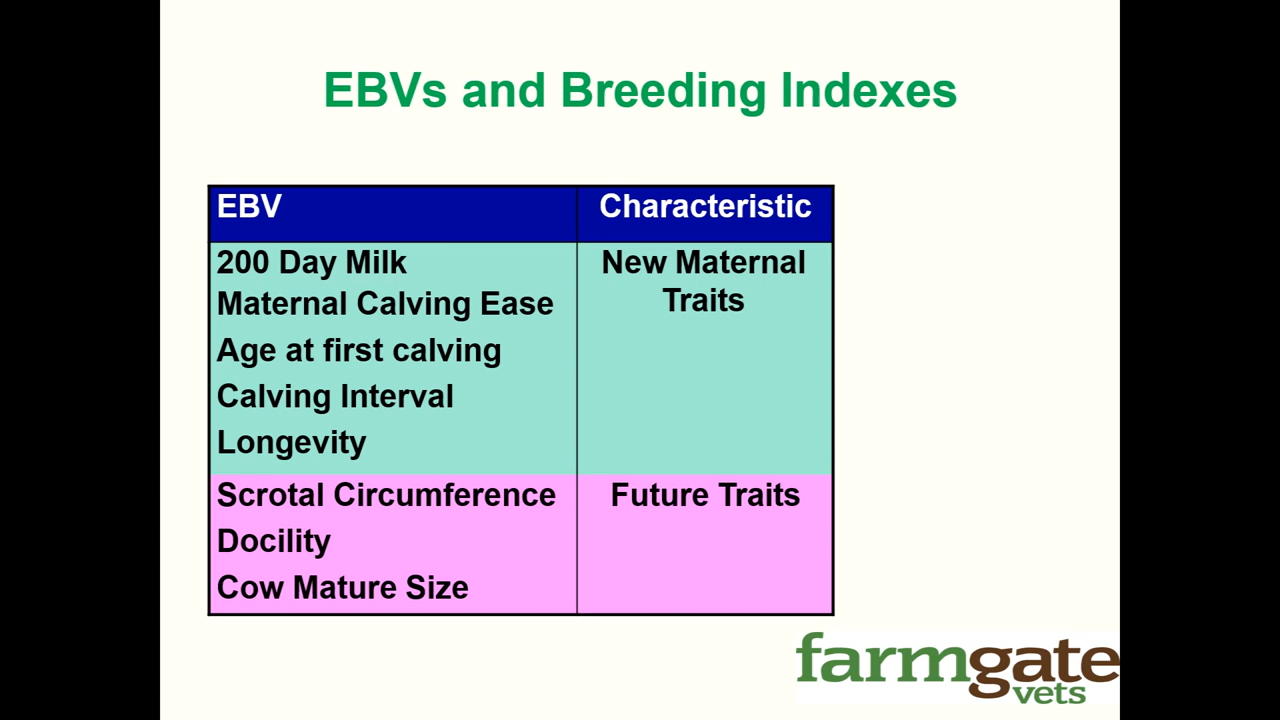 EBVs and Breeding Indexes
EBV
Characteristic
200 Day Milk
Maternal Calving Ease
Age at first calving
Calving Interval
Longevity
New Maternal
Traits
Scrotal Circumference
Docility
Cow Mature Size
Future Traits
farmgate
vets